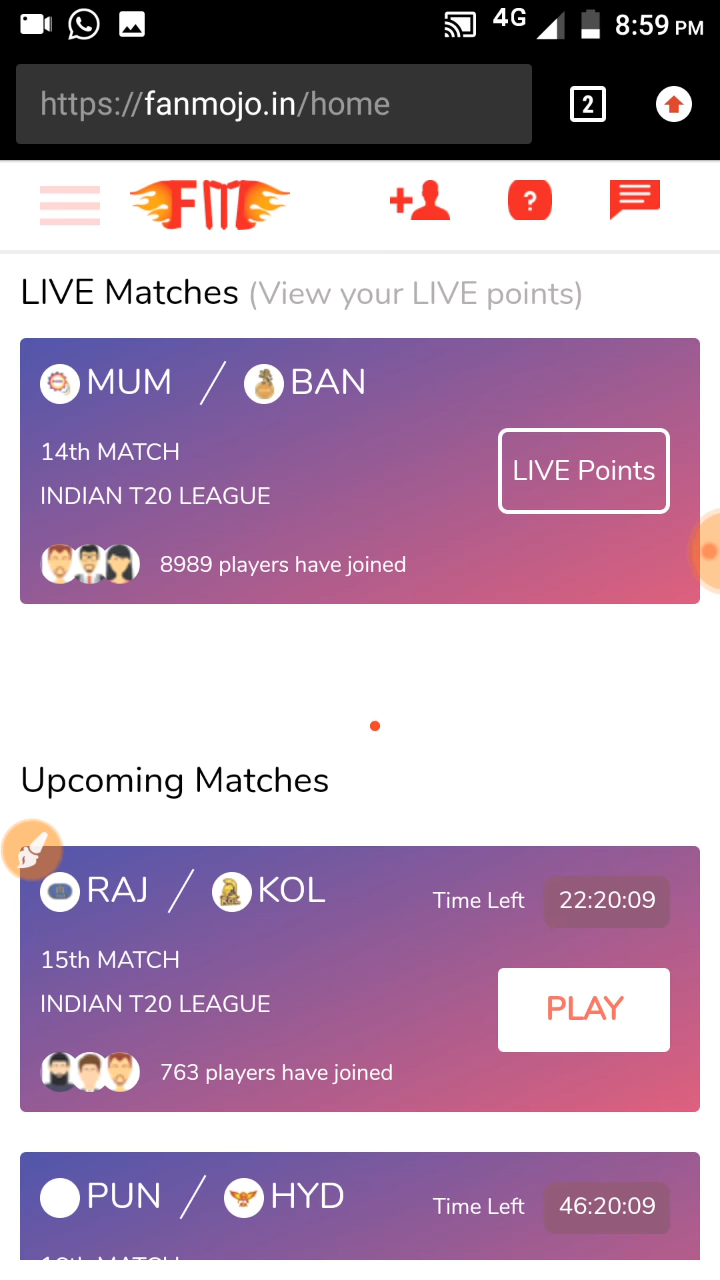 4G 8:59 PM
https://fanmojo.in/home
2
FM
?
LIVE Matches (View your LIVE points)
MUM / BAN
14th MATCH
INDIAN T20 LEAGUE
LIVE Points
8989 players have joined
Upcoming Matches
RAJ / KOL
Time Left 22:20:09
15th MATCH
INDIAN T20 LEAGUE
PLAY
763 players have joined
PUN / HYD
Time Left 46:20:09